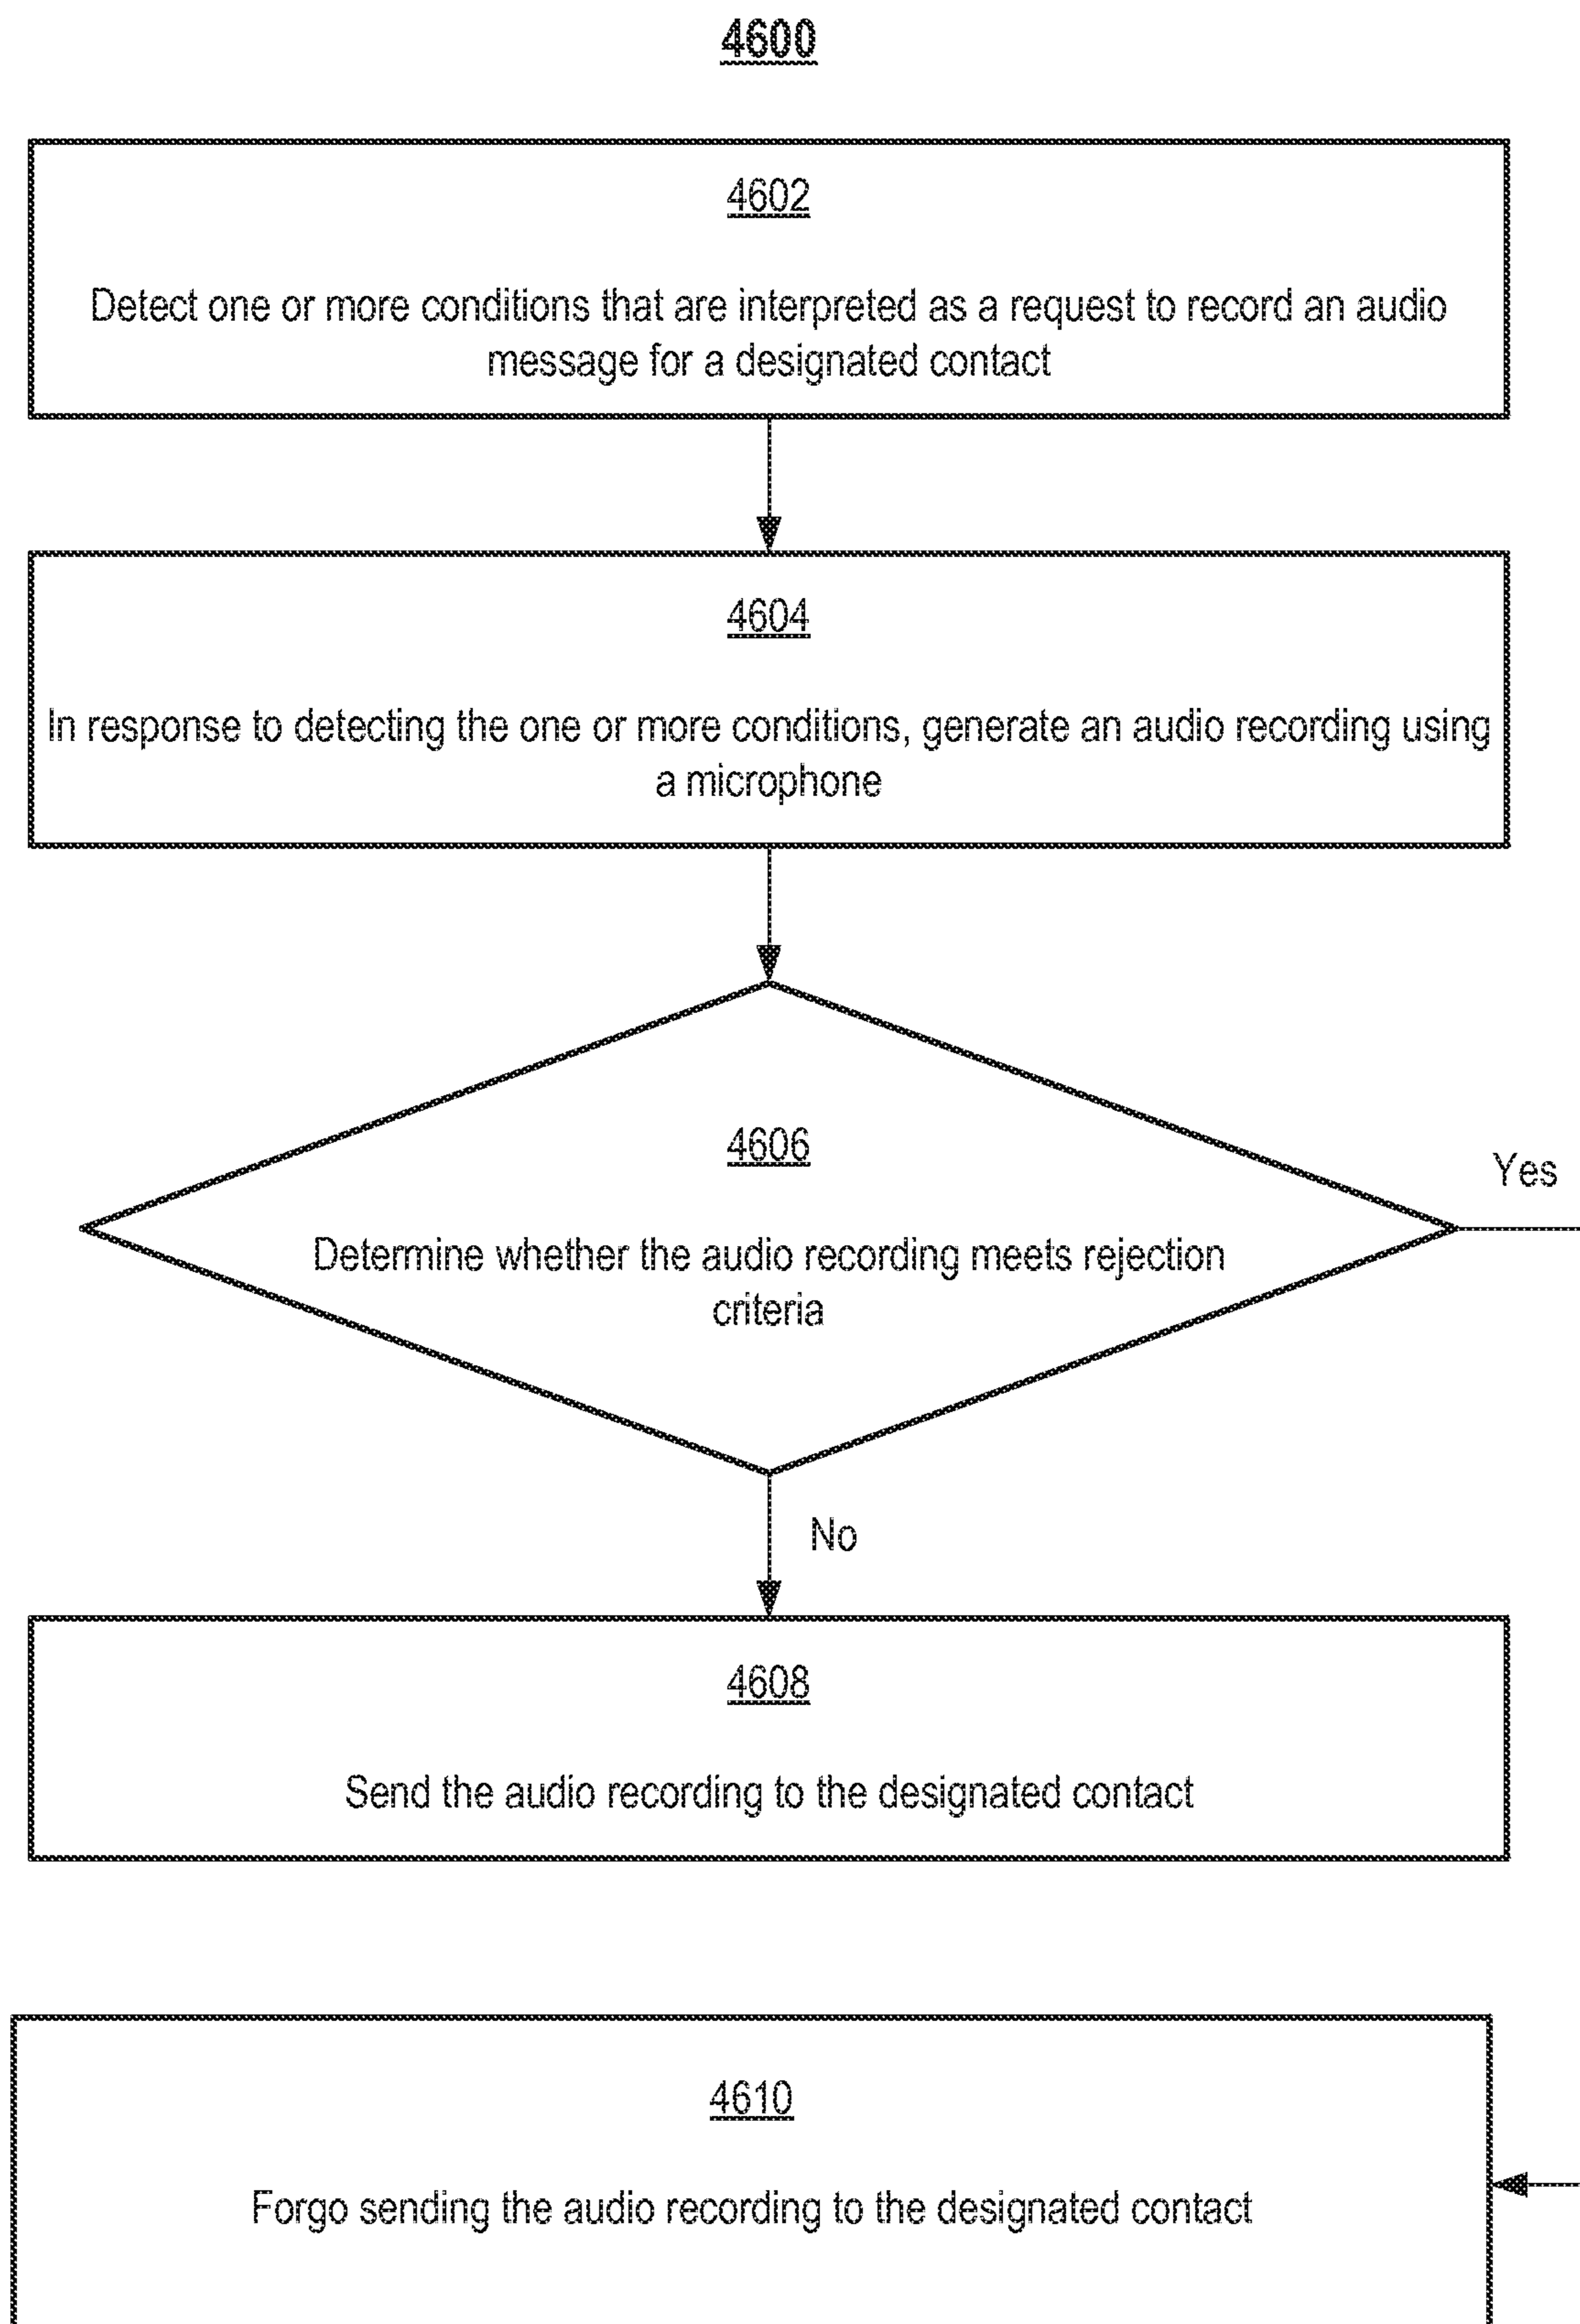 4600
4602
Detect one or more conditions that are interpreted as a request to record an audio
message for a designated contact
4604
In response to detecting the one or more conditions, generate an audio recording using
a microphone
4606
Yes
Determine whether the audio recording meets rejection
criteria
No
4608
Send the audio recording to the designated contact
4610
Forgo sending the audio recording to the designated contact